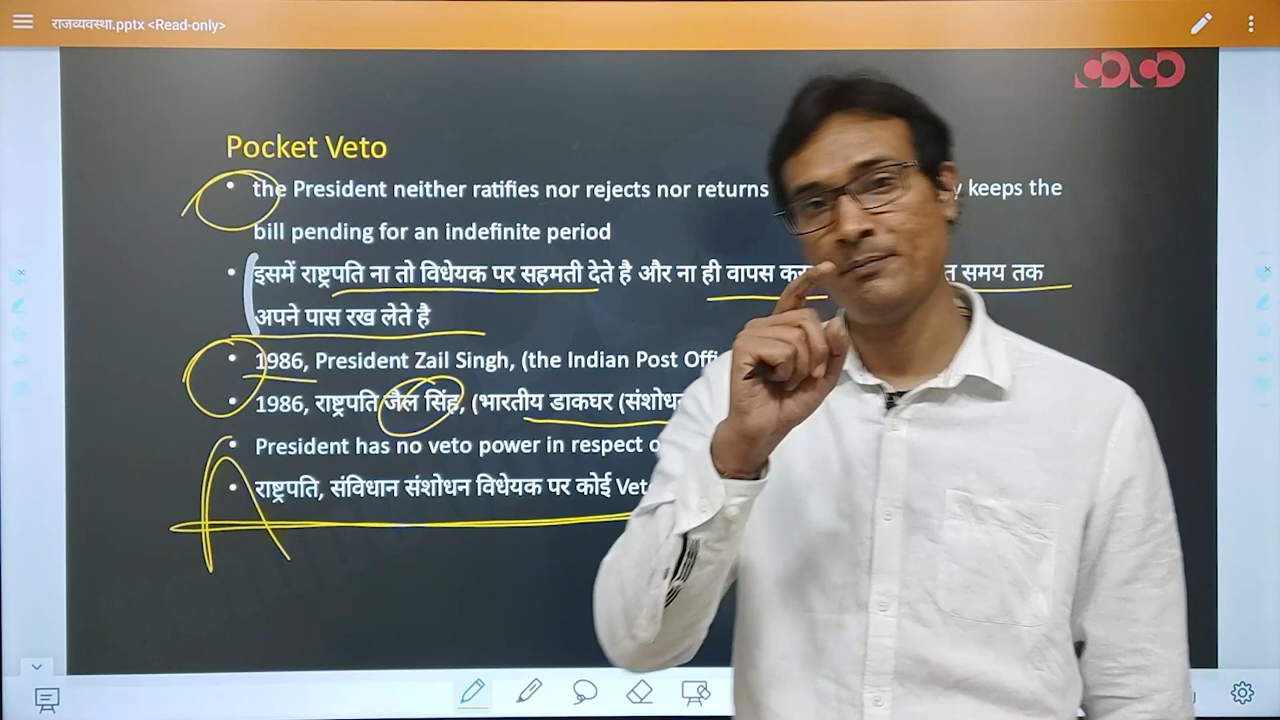 राजव्यवस्था.pptx <Read-only>
Pocket Veto
• the President neither ratifies nor rejects nor returns keeps the
bill pending for an indefinite period
• इसमें राष्ट्रपति ना तो विधेयक पर सहमती देते है और ना ही वापस समय तक
अपने पास रख लेते है
• 1986, President Zail Singh, (the Indian Post
• 1986, राष्ट्रपति जैल सिंह, (भारतीय डाकघर
• President has no veto power in respect
• राष्ट्रपति, संविधान संशोधन विधेयक पर कोई